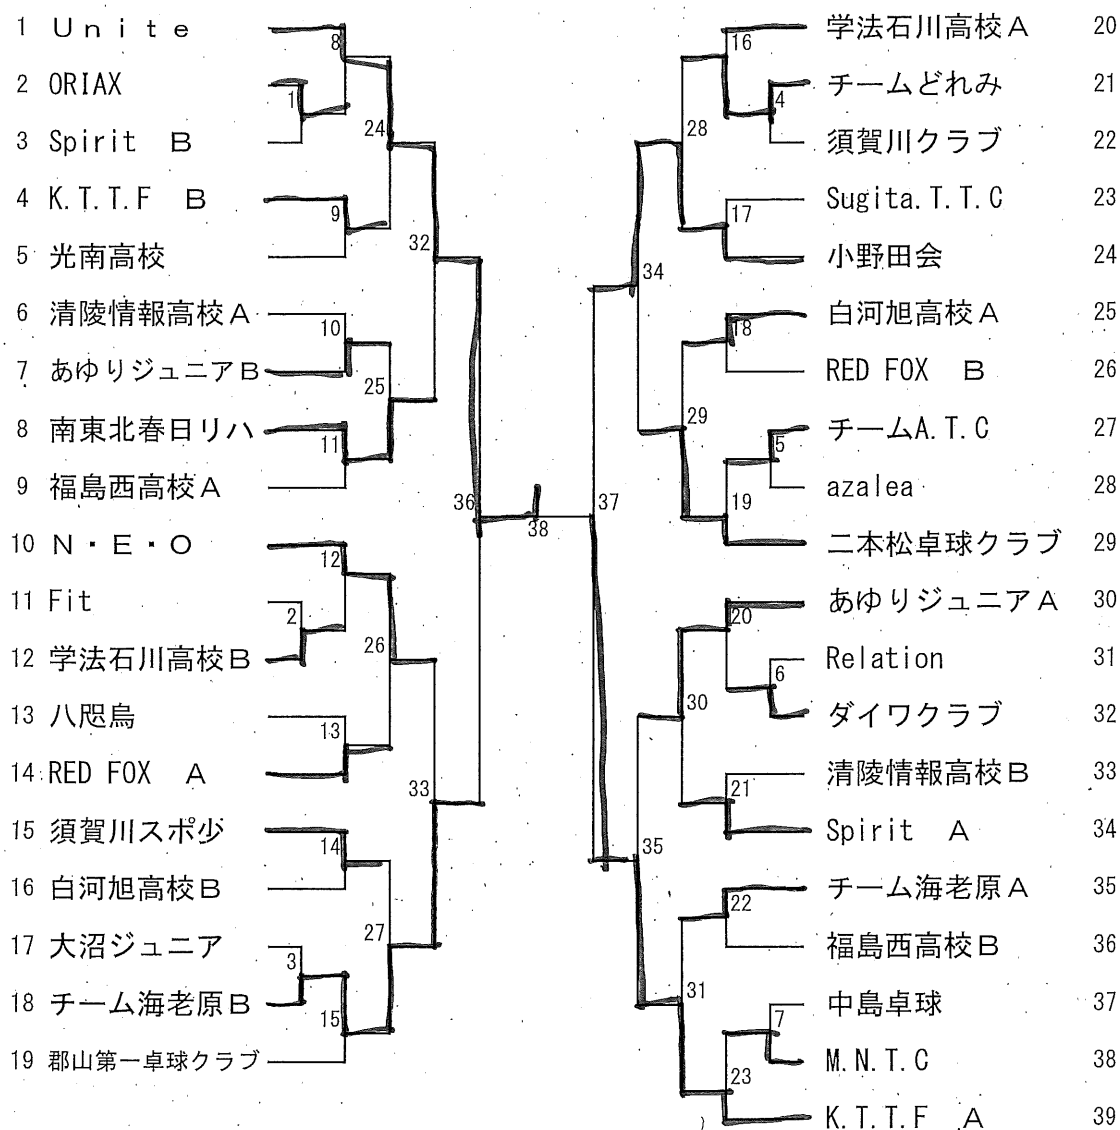 1 Unite
2 ORIAX
3 Spirit B
4 K.T.T.F B
5 光南高校
6 清陵情報高校A
7 あゆりジュニアB
8 南東北春日リハ
9 福島西高校A
10 N・E・O
11 Fit
12 学法石川高校B
13 八咫烏
14 RED FOX A
15 須賀川スポ少
16 白河旭高校B
17 大沼ジュニア
18 チーム海老原B
19 郡山第一卓球クラブ
8
1
24
9
32
10
25
11
36
12
2
26
13
33
14
27
3
15
38
37
16
4
28
17
34
18
29
5
19
20
6
30
21
35
22
31
7
23
学法石川高校A 20
チームどれみ 21
須賀川クラブ 22
Sugita.T.T.C 23
小野田会 24
白河旭高校A 25
RED FOX B 26
チームA.T.C 27
azalea 28
二本松卓球クラブ 29
あゆりジュニアA 30
Relation 31
ダイワクラブ 32
清陵情報高校B 33
Spirit A 34
チーム海老原A 35
福島西高校B 36
中島卓球 37
M.N.T.C 38
K.T.T.F A 39